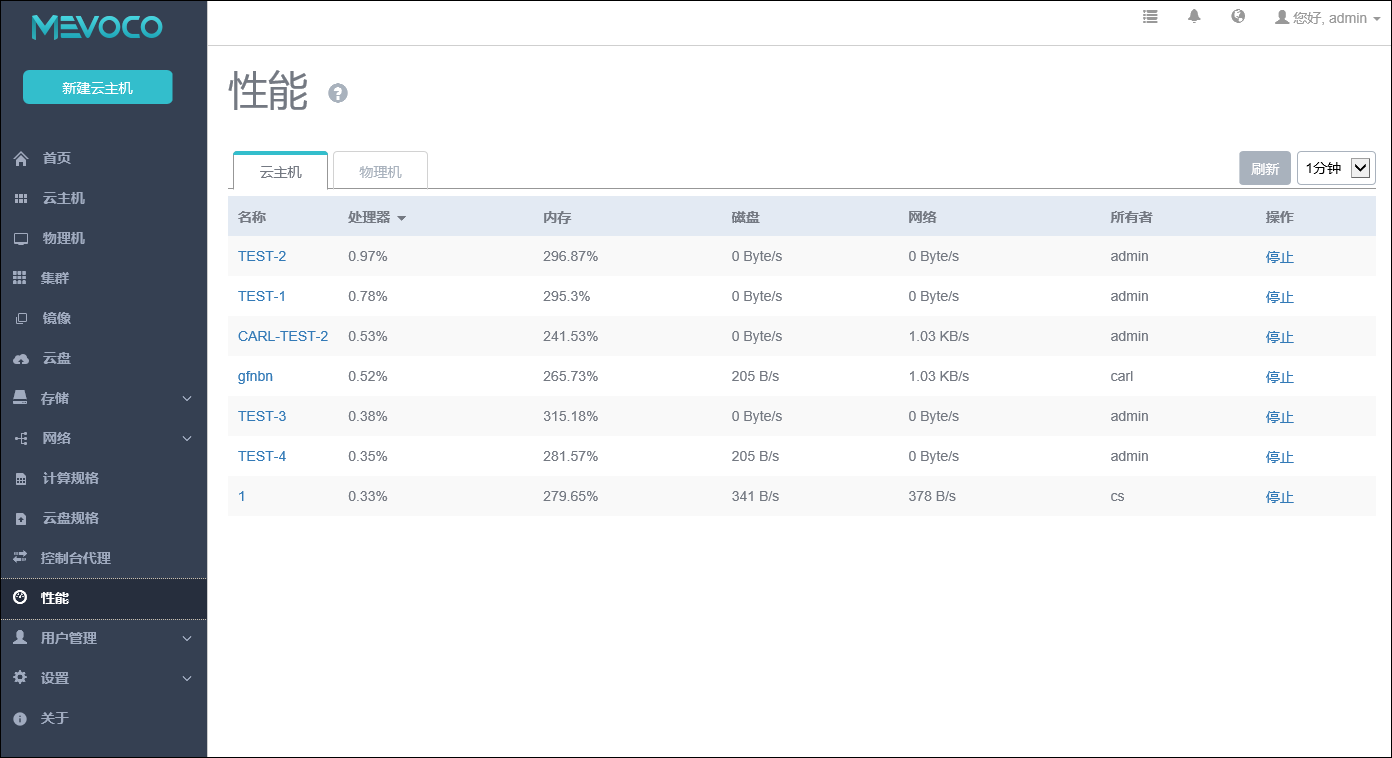 MEVOCO
您好, admin
新建云主机
首页
云主机
物理机
集群
镜像
云盘
存储
网络
计算规格
云盘规格
控制台代理
性能
用户管理
设置
关于
性能 ?
云主机 物理机 刷新 1分钟
名称 处理器 内存 磁盘 网络 所有者 操作
TEST-2 0.97% 296.87% 0 Byte/s 0 Byte/s admin 停止
TEST-1 0.78% 295.3% 0 Byte/s 0 Byte/s admin 停止
CARL-TEST-2 0.53% 241.53% 0 Byte/s 1.03 KB/s admin 停止
gfnbn 0.52% 265.73% 205 B/s 1.03 KB/s carl 停止
TEST-3 0.38% 315.18% 0 Byte/s 0 Byte/s admin 停止
TEST-4 0.35% 281.57% 205 B/s 0 Byte/s admin 停止
1 0.33% 279.65% 341 B/s 378 B/s cs 停止